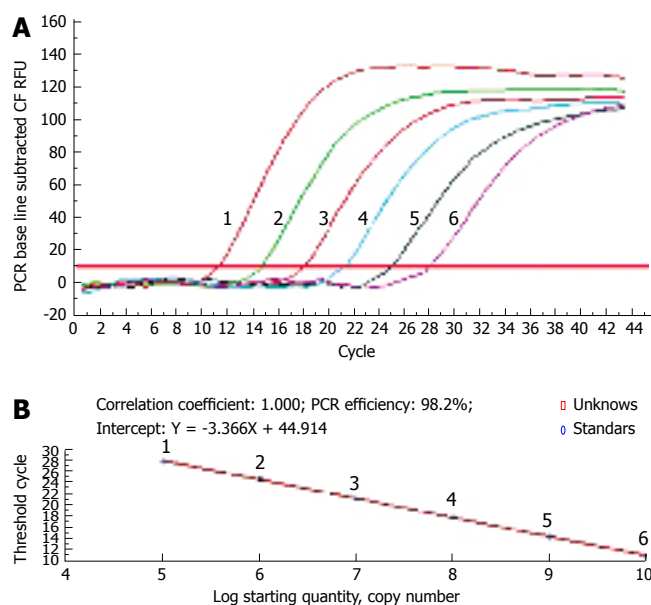 A
PCR base line subtracted CF RFU
160
140
120
100
80
60
40
20
0
-20
1 2 3 4 5 6
0 2 4 6 8 10 12 14 16 18 20 22 24 26 28 30 32 34 36 38 40 42 44
Cycle
B
Correlation coefficient: 1.000; PCR efficiency: 98.2%;
Intercept: Y = -3.366X + 44.914
Unknows
Standars
Threshold cycle
28
26
24
22
20
18
16
14
12
10
1 2 3 4 5 6
4 5 6 7 8 9 10
Log starting quantity, copy number